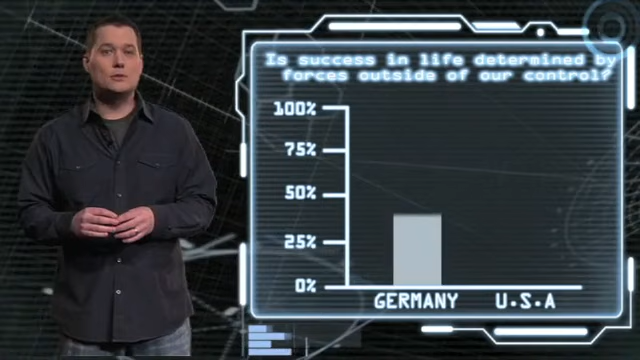 Is success in life determined by
forces outside of our control?
100%
75%
50%
25%
0%
GERMANY U.S.A